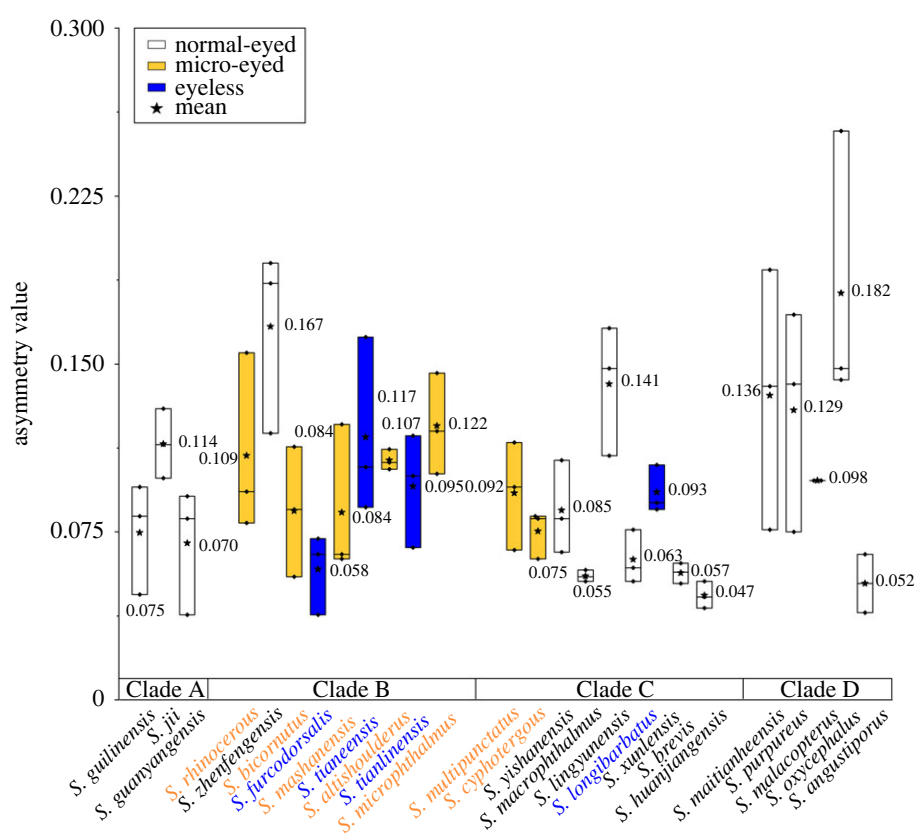 0.300
0.225
0.150
0.075
0
asymmetry value
normal-eyed
micro-eyed
eyeless
mean
0.075
0.114
0.070
0.109
0.167
0.084
0.058
0.084
0.117
0.107
0.095
0.122
0.092
0.075
0.085
0.055
0.141
0.063
0.093
0.057
0.047
0.136
0.129
0.098
0.182
0.052
Clade A
Clade B
Clade C
Clade D
S. guilinensis
S. jii
S. guanyangensis
S. rhinocerous
S. zhenfengensis
S. bicornutus
S. furcodorsalis
S. mashanensis
S. tianeensis
S. altishoulderus
S. tianlinensis
S. microphthalmus
S. multipunctatus
S. cyphotergous
S. yishanensis
S. macrophthalmus
S. lingyunensis
S. longibarbatus
S. xunlensis
S. brevis
S. huanjiangensis
S. maitianheensis
S. purpureus
S. malacopterus
S. oxycephalus
S. angustiporus